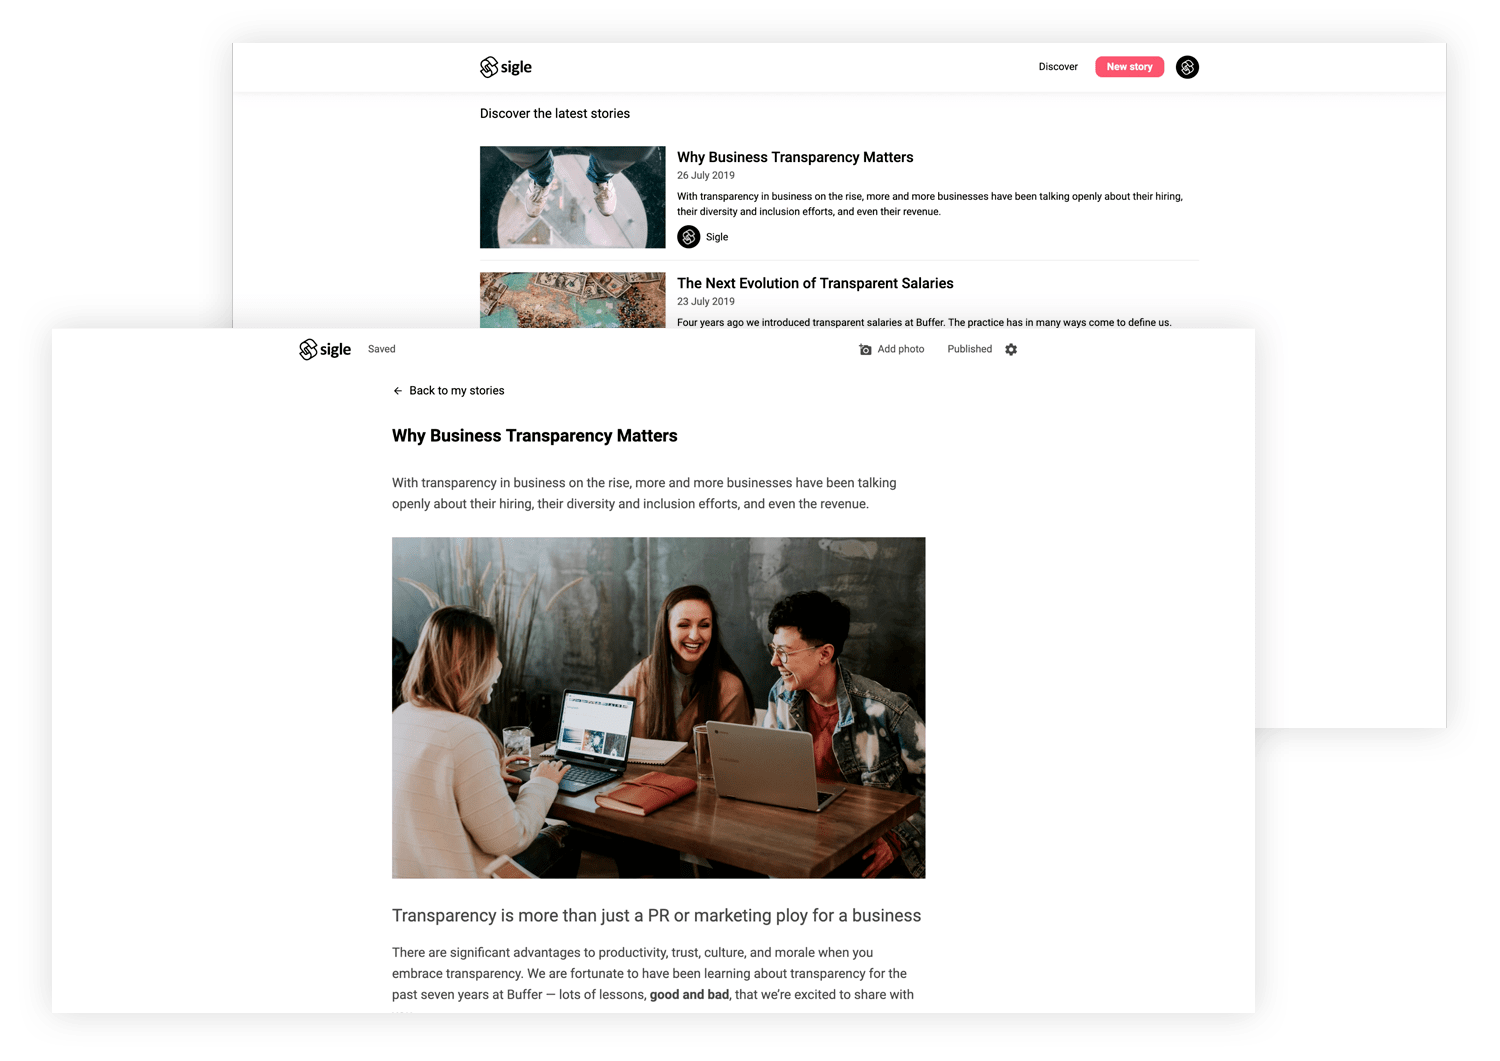 sigle
Discover
New story
Discover the latest stories
Why Business Transparency Matters
26 July 2019
With transparency in business on the rise, more and more businesses have been talking openly about their hiring,
their diversity and inclusion efforts, and even their revenue.
Sigle
The Next Evolution of Transparent Salaries
23 July 2019
Four years ago we introduced transparent salaries at Buffer. The practice has in many ways come to define us.
sigle
Saved
Add photo
Published
Back to my stories
Why Business Transparency Matters
With transparency in business on the rise, more and more businesses have been talking
openly about their hiring, their diversity and inclusion efforts, and even the revenue.
Transparency is more than just a PR or marketing ploy for a business
There are significant advantages to productivity, trust, culture, and morale when you
embrace transparency. We are fortunate to have been learning about transparency for the
past seven years at Buffer — lots of lessons, good and bad, that we’re excited to share with